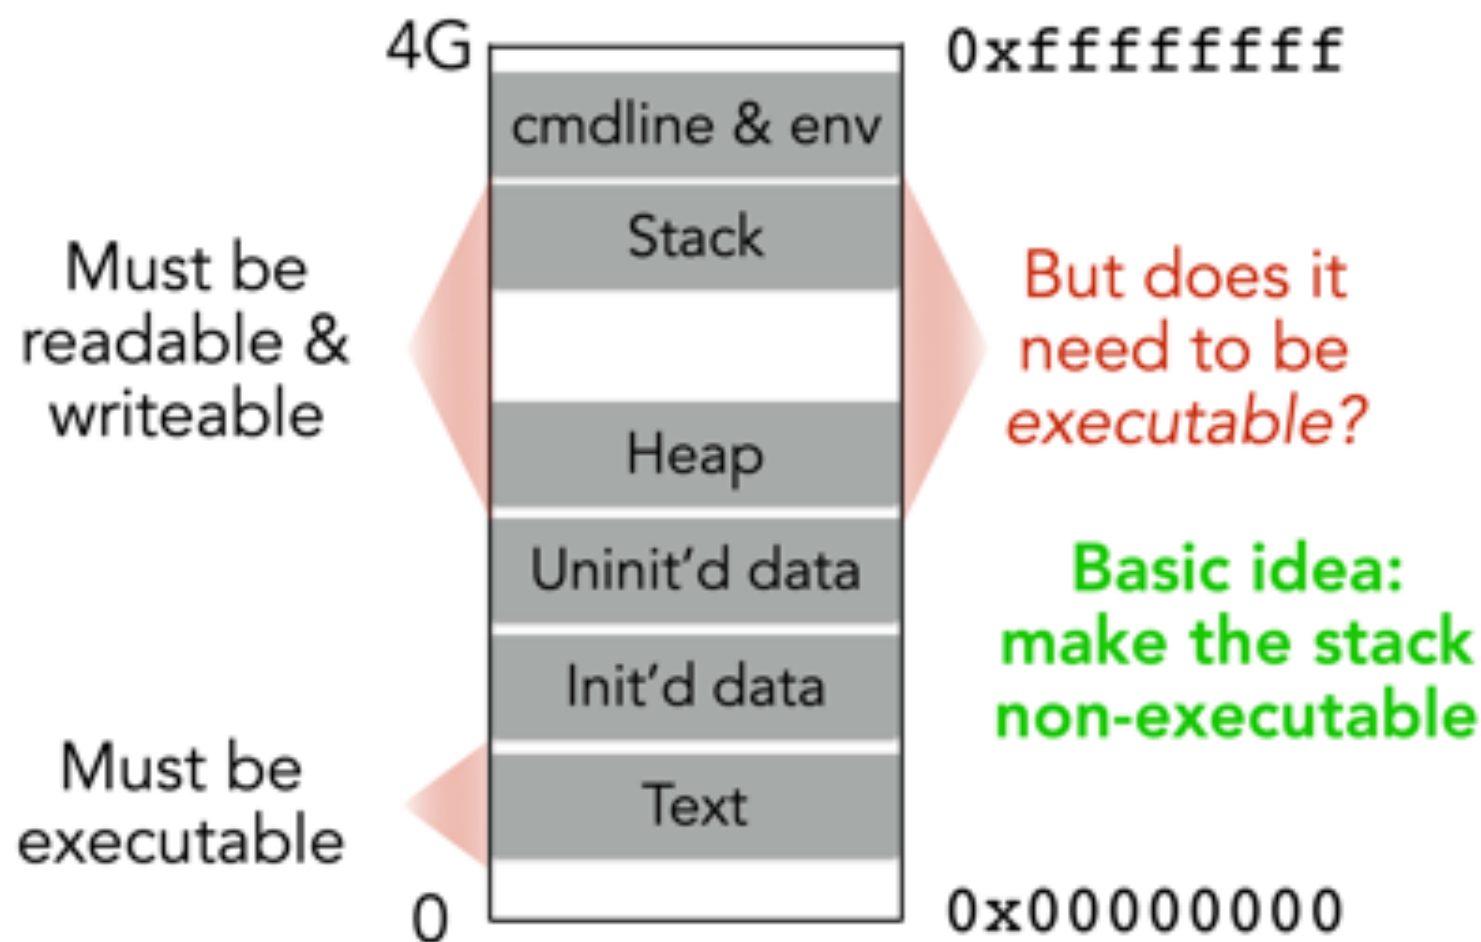 4G
0xffffffff
cmdline & env
Stack
Must be
readable &
writeable
But does it
need to be
executable?
Heap
Uninit’d data
Basic idea:
make the stack
non-executable
Init’d data
Must be
executable
Text
0
0x00000000